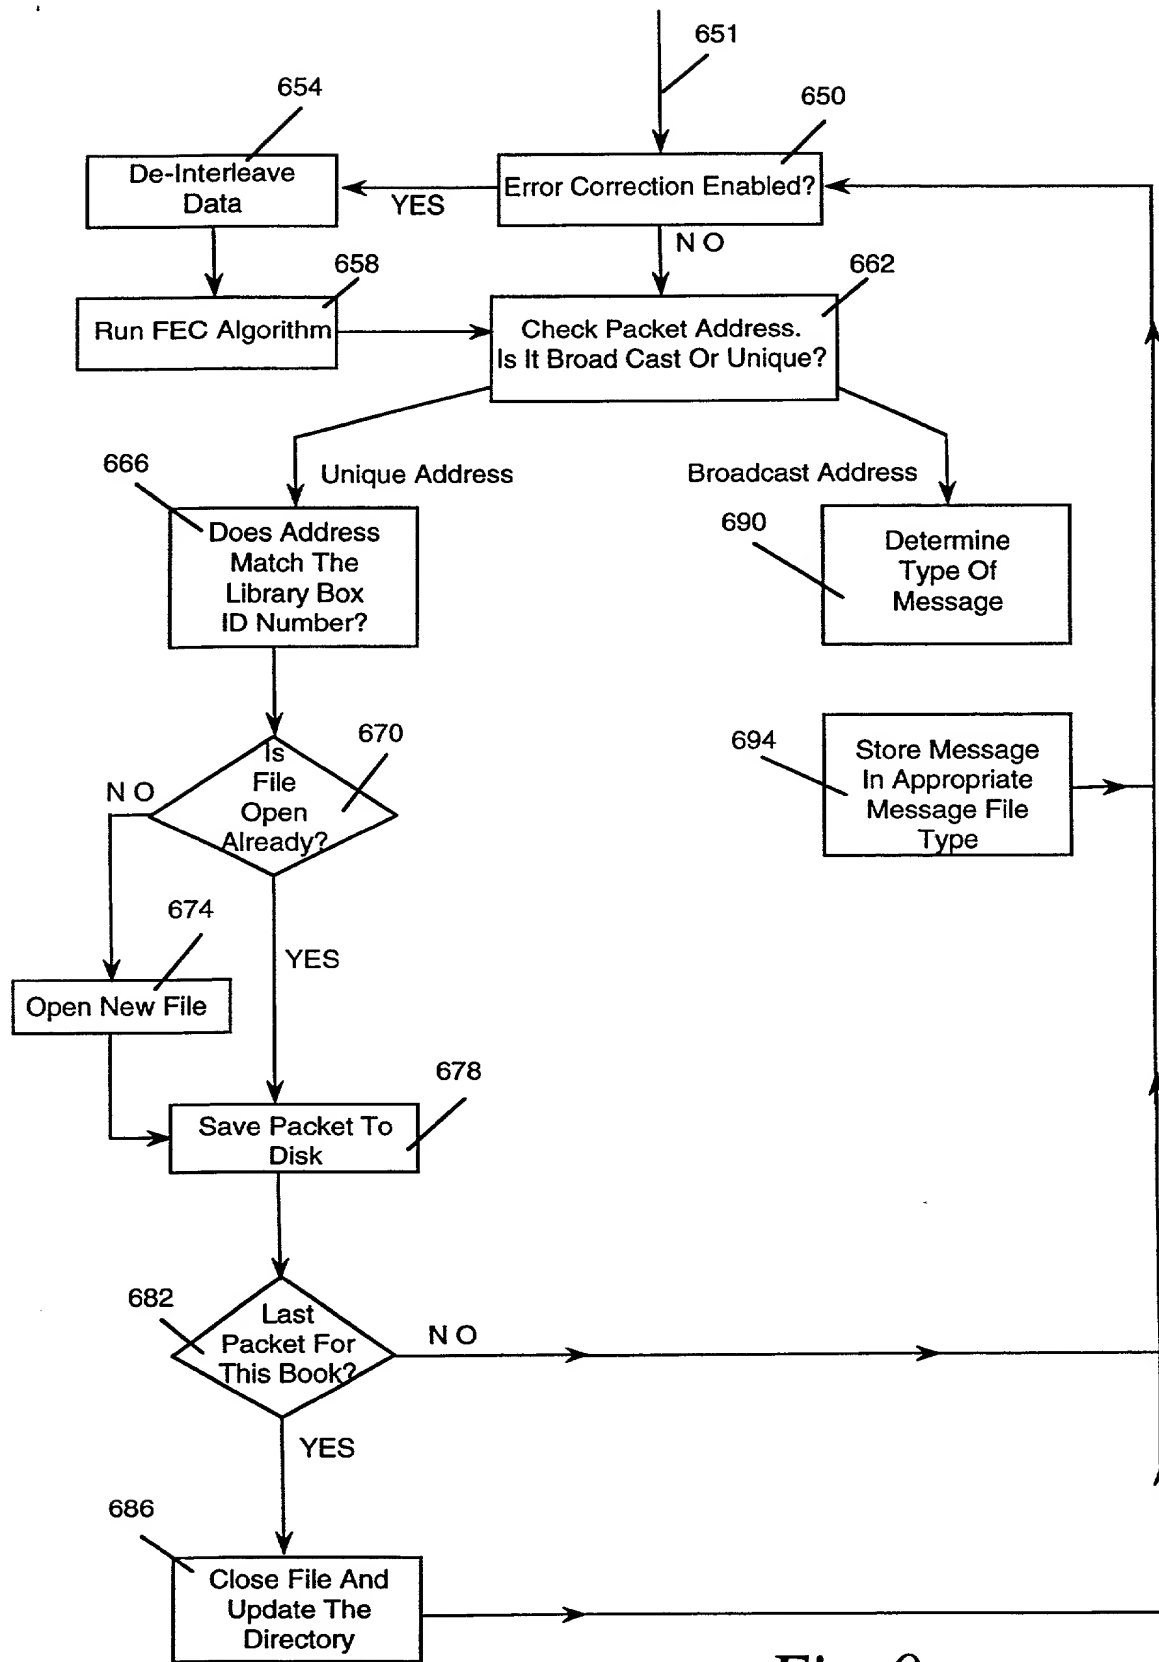 651
654
650
De-Interleave
Data
Error Correction Enabled?
YES
NO
658
662
Run FEC Algorithm
Check Packet Address.
Is It Broad Cast Or Unique?
666
Unique Address
Broadcast Address
690
Does Address
Match The
Library Box
ID Number?
Determine
Type Of
Message
670
694
Is
File
Open
Already?
NO
Store Message
In Appropriate
Message File
Type
674
YES
Open New File
678
Save Packet To
Disk
682
Last
Packet For
This Book?
NO
YES
686
Close File And
Update The
Directory